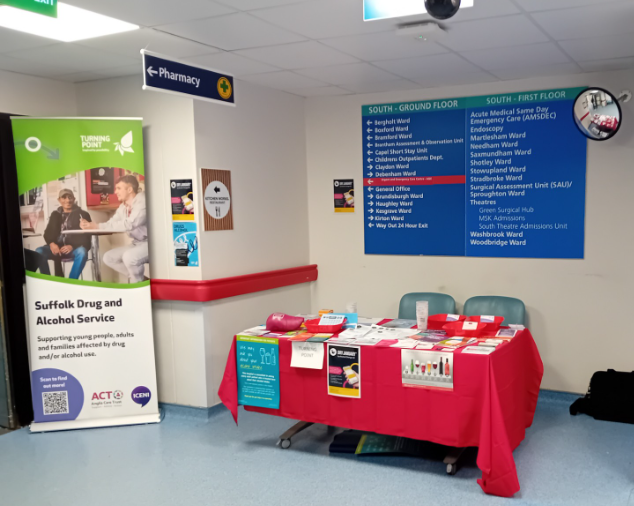 EXIT
← Pharmacy
TURNING
POINT
Suffolk Drug and
Alcohol Service
Supporting young people, adults
and families affected by drug
and/or alcohol use.
Scan to find
out more!
ACT
Anglia Care Trust
ICENI
SOUTH - GROUND FLOOR
← Bergholt Ward
← Boxford Ward
← Bramford Ward
← Burnham Assessment & Observation Unit
← Capel Short Stay Unit
← Childrens Outpatients Dept.
→ Claydon Ward
← Debenham Ward
← General Office
→ Grundisburgh Ward
→ Haughley Ward
→ Kesgrave Ward
→ Kirton Ward
← Way Out 24 Hour Exit
SOUTH - FIRST FLOOR
Acute Medical Same Day
Emergency Care (AMSDEC)
Endoscopy
Martlesham Ward
Needham Ward
Saxmundham Ward
Shotley Ward
Stowupland Ward
Stradbroke Ward
Surgical Assessment Unit (SAU)/
Sproughton Ward
Theatres
Green Surgical Hub
MSK Admissions
South Theatre Admissions Unit
Washbrook Ward
Woodbridge Ward
DRY JANUARY
TURNING
POINT